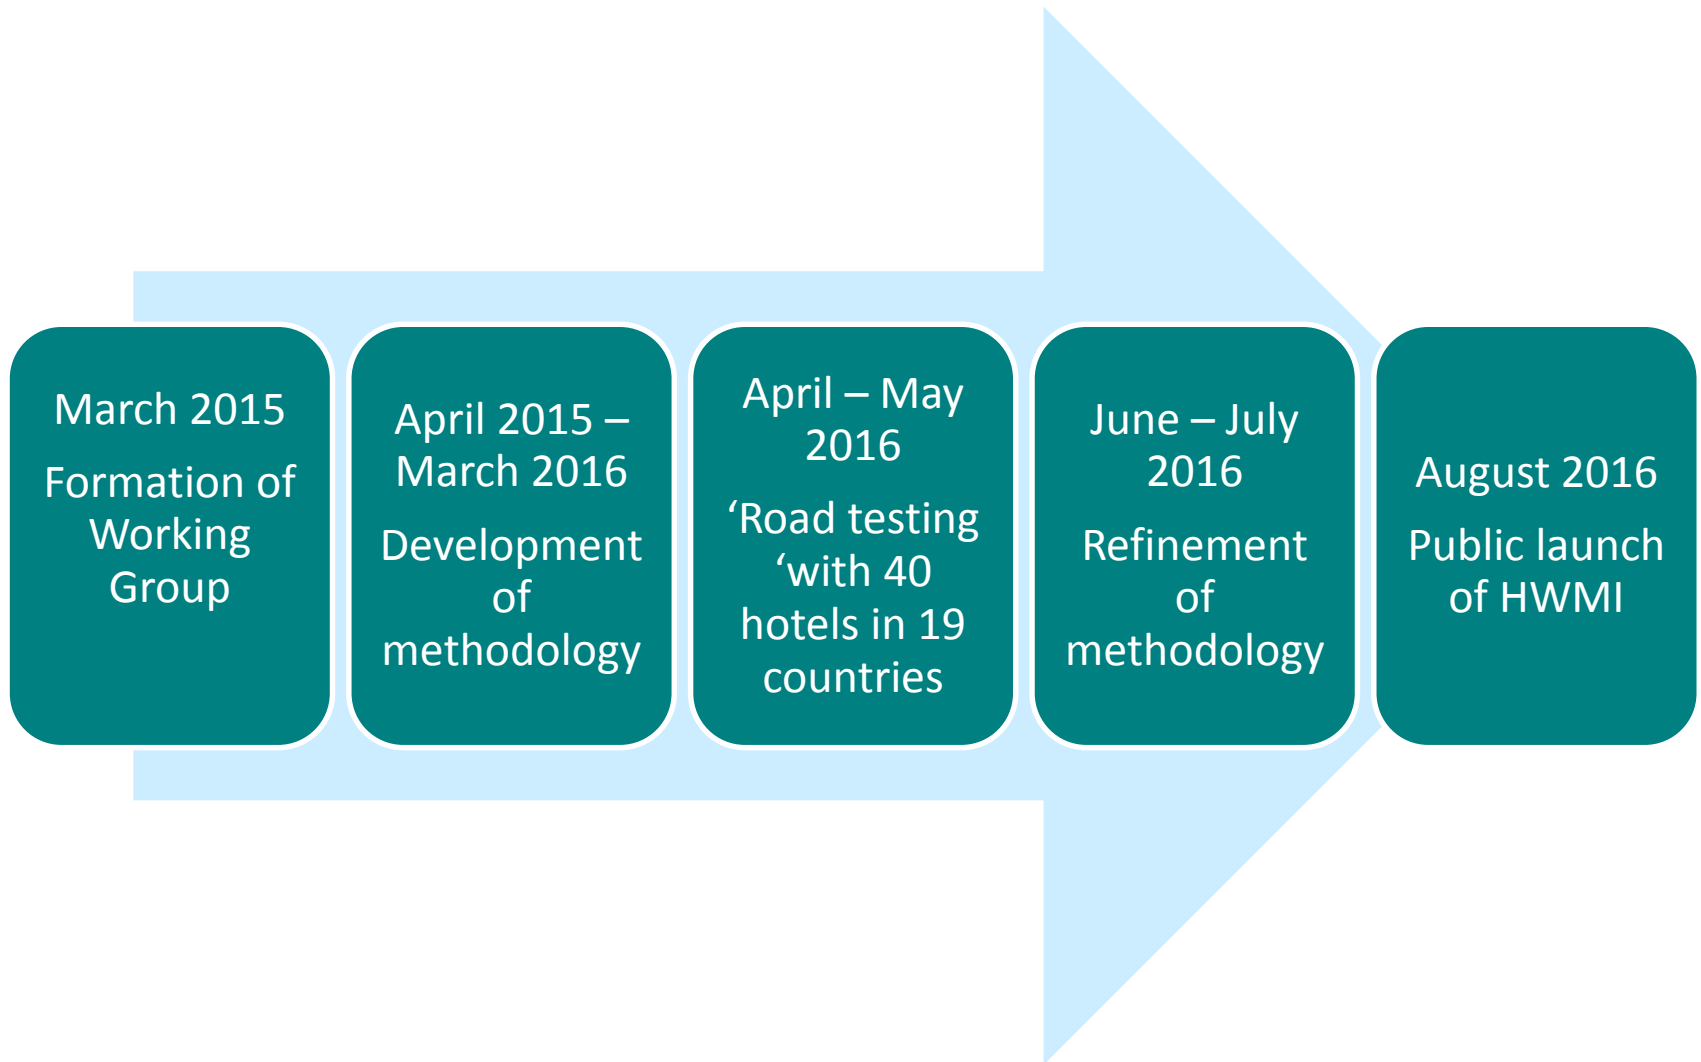 March 2015
Formation of
Working
Group
April 2015 –
March 2016
Development
of
methodology
April – May
2016
‘Road testing
‘with 40
hotels in 19
countries
June – July
2016
Refinement
of
methodology
August 2016
Public launch
of HWMI